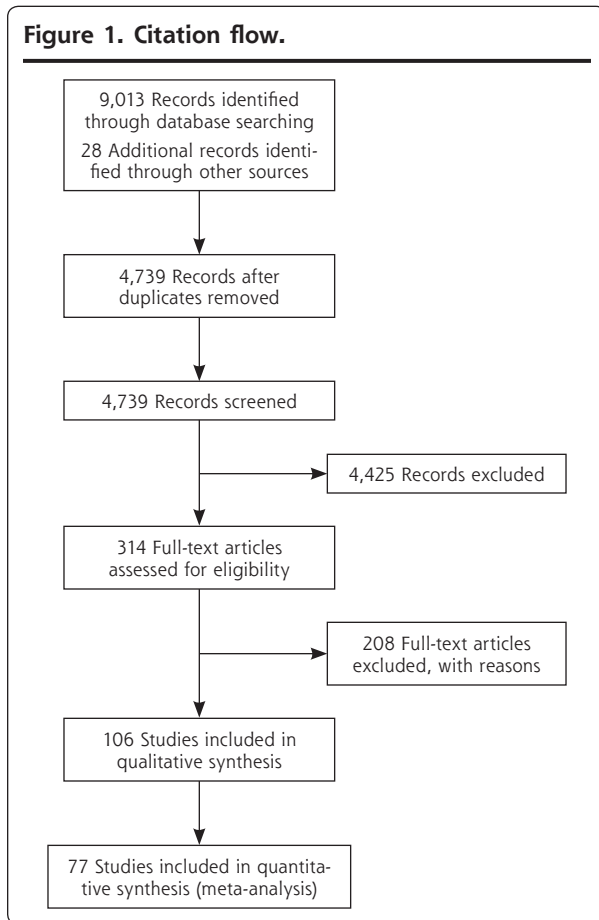 Figure 1. Citation flow.
9,013 Records identified
through database searching
28 Additional records identi-
fied through other sources
4,739 Records after
duplicates removed
4,739 Records screened
4,425 Records excluded
314 Full-text articles
assessed for eligibility
208 Full-text articles
excluded, with reasons
106 Studies included in
qualitative synthesis
77 Studies included in quantita-
tive synthesis (meta-analysis)